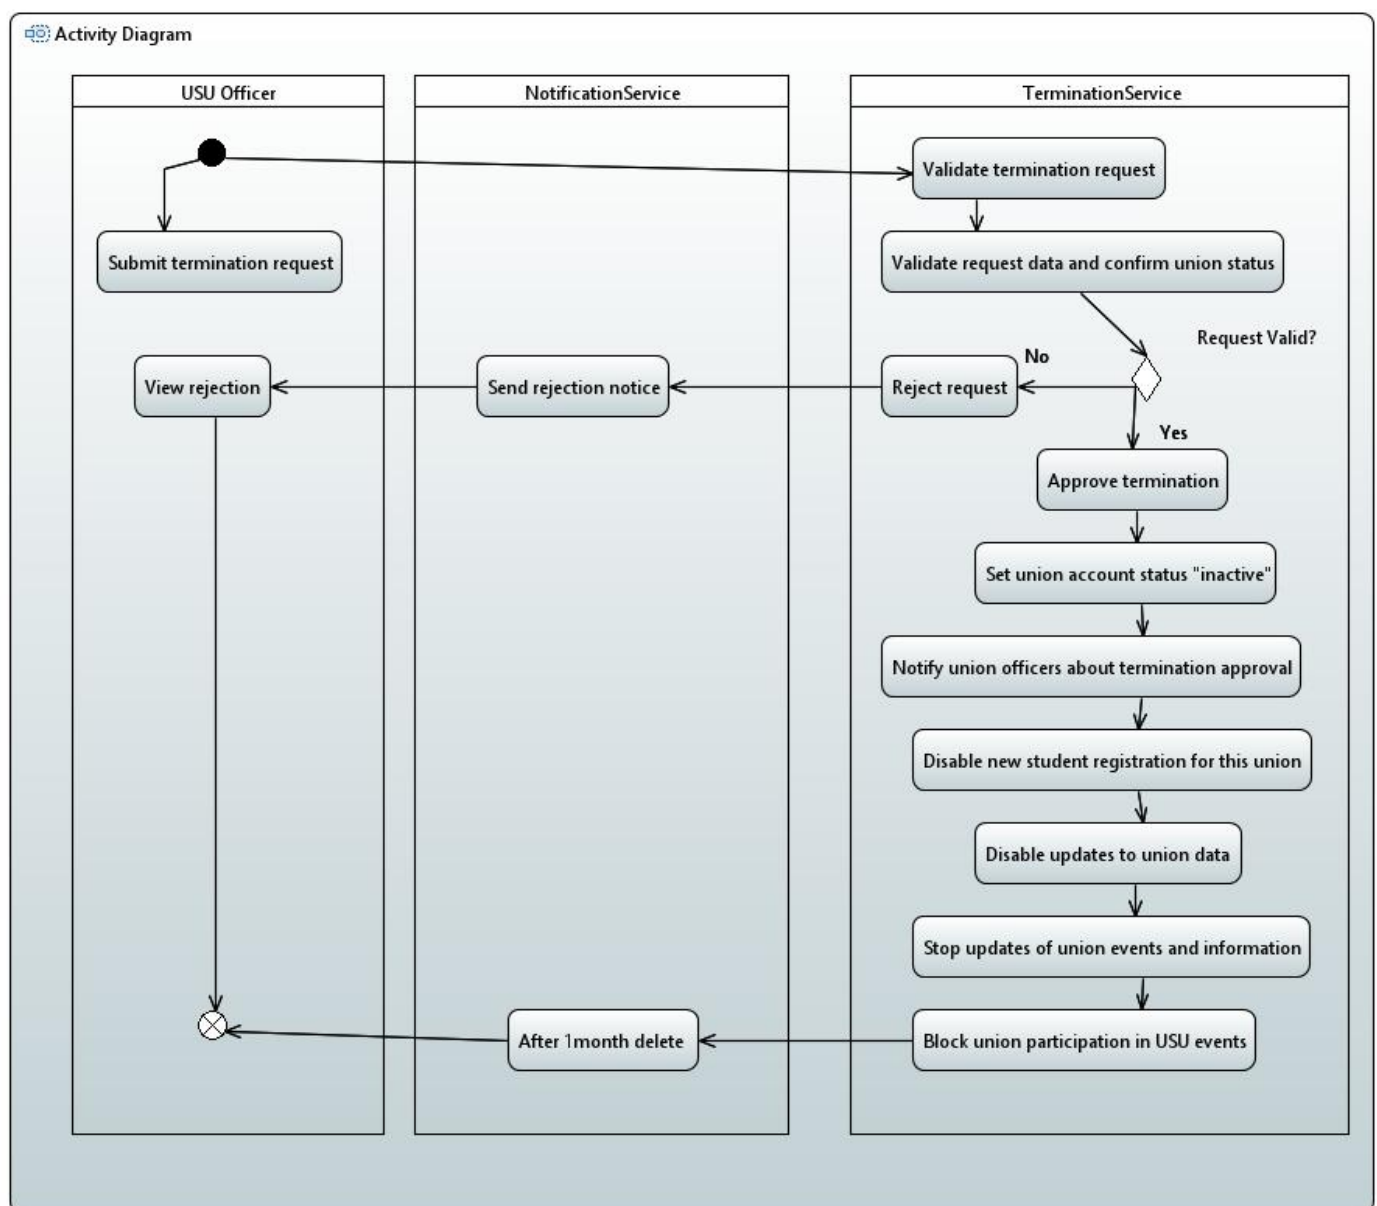 Activity Diagram
USU Officer
NotificationService
TerminationService
Validate termination request
Submit termination request
Validate request data and confirm union status
Request Valid?
No
View rejection
Send rejection notice
Reject request
Yes
Approve termination
Set union account status "inactive"
Notify union officers about termination approval
Disable new student registration for this union
Disable updates to union data
Stop updates of union events and information
After 1month delete
Block union participation in USU events